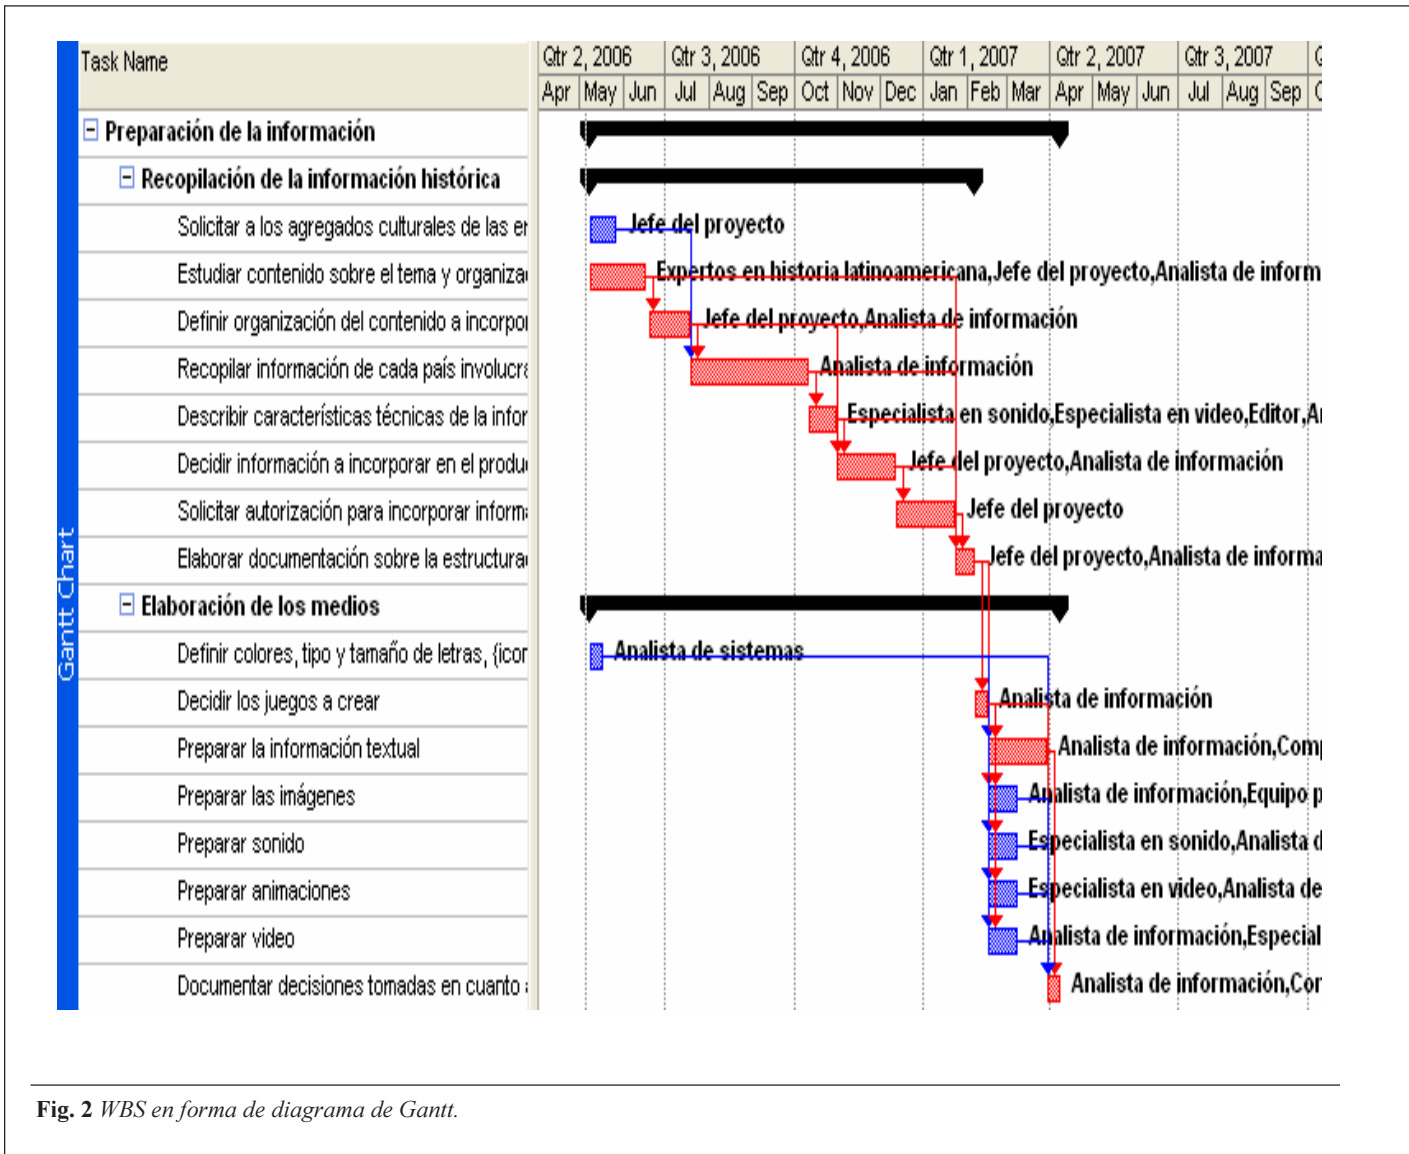 Task Name
Qtr 2, 2006 Qtr 3, 2006 Qtr 4, 2006 Qtr 1, 2007 Qtr 2, 2007 Qtr 3, 2007
Apr May Jun Jul Aug Sep Oct Nov Dec Jan Feb Mar Apr May Jun Jul Aug Sep
Preparación de la información
Recopilación de la información histórica
Solicitar a los agregados culturales de las Jefe del proyecto
Estudiar contenido sobre el tema y Expertos en historia latinoamericana,Jefe del proyecto,Analista de inform
Definir organización del contenido a Jefe del proyecto,Analista de información
Recopilar información de cada país Analista de información
Describir características técnicas de la Especialista en sonido,Especialista en video,Editor,
Decidir información a incorporar en el Jefe del proyecto,Analista de información
Solicitar autorización para incorporar Jefe del proyecto
Elaborar documentación sobre la Jefe del proyecto,Analista de informa
Elaboración de los medios
Definir colores, tipo y tamaño de letras, {icon Analista de sistemas
Decidir los juegos a crear Analista de información
Preparar la información textual Analista de información,Comp
Preparar las imágenes Analista de información,Equipo p
Preparar sonido Especialista en sonido,Analista d
Preparar animaciones Especialista en video,Analista de
Preparar video Analista de información,Especial
Documentar decisiones tomadas en cuanto Analista de información,Cor
Gantt Chart
Fig. 2 WBS en forma de diagrama de Gantt.